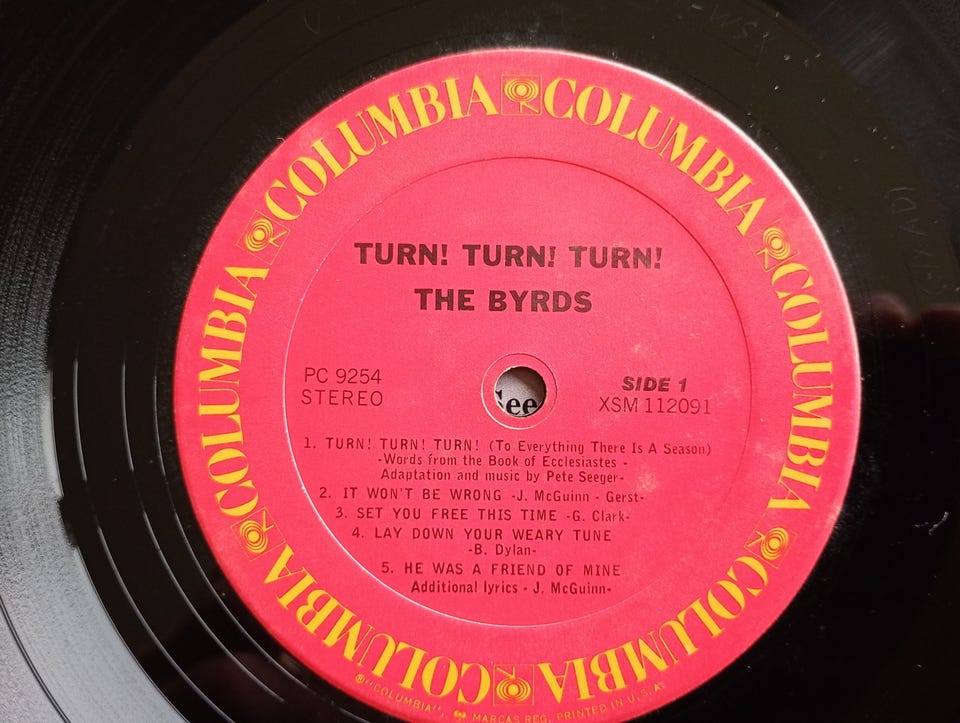 COLUMBIA COLUMBIA COLUMBIA COLUMBIA COLUMBIA COLUMBIA
TURN! TURN! TURN!
THE BYRDS
PC 9254
STEREO
SIDE 1
XSM 112091
See
1. TURN! TURN! TURN! (To Everything There Is A Season)
-Words from the Book of Ecclesiastes -
Adaptation and music by Pete Seeger-
2. IT WON'T BE WRONG -J. McGuinn - Gerst-
3. SET YOU FREE THIS TIME -G. Clark-
4. LAY DOWN YOUR WEARY TUNE
-B. Dylan-
5. HE WAS A FRIEND OF MINE
Additional lyrics - J. McGuinn-
®"COLUMBIA", MARCAS REG. PRINTED IN U.S.A.